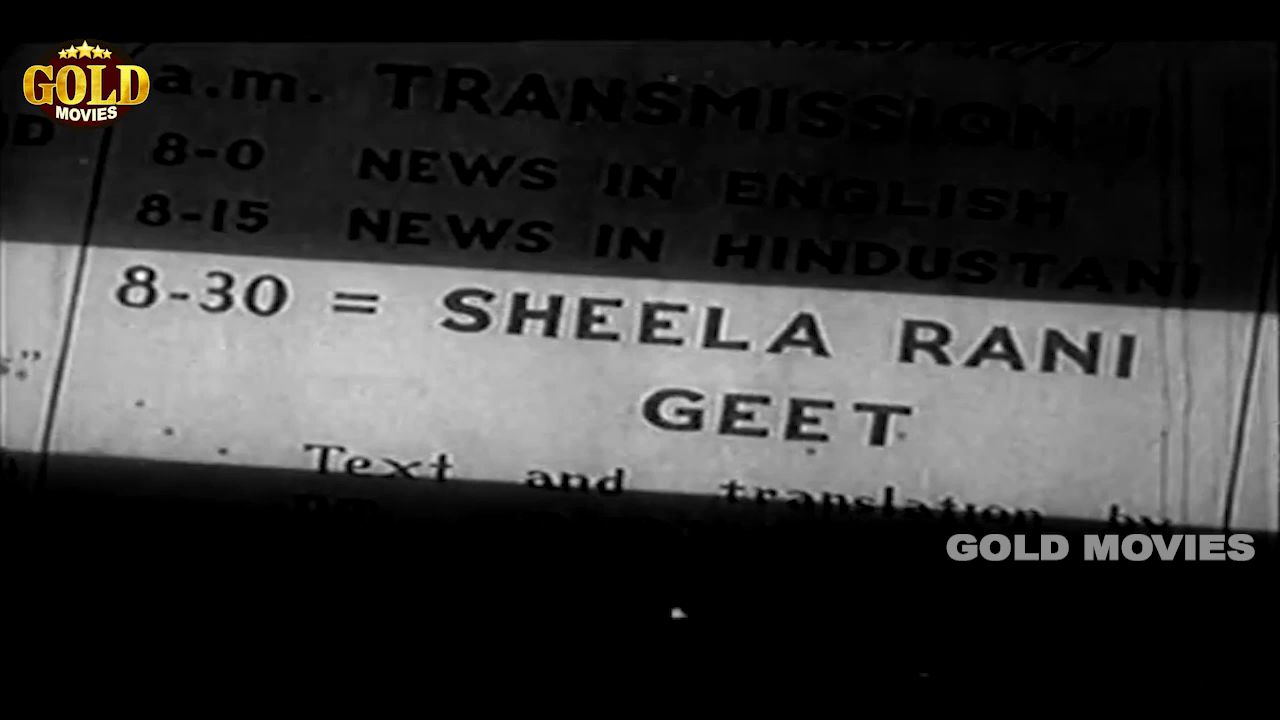 GOLD
MOVIES
a.m. TRANSMISSION I
8-0 NEWS IN ENGLISH
8-15 NEWS IN HINDUSTANI
8-30 = SHEELA RANI
GEET
Text and translation by
GOLD MOVIES